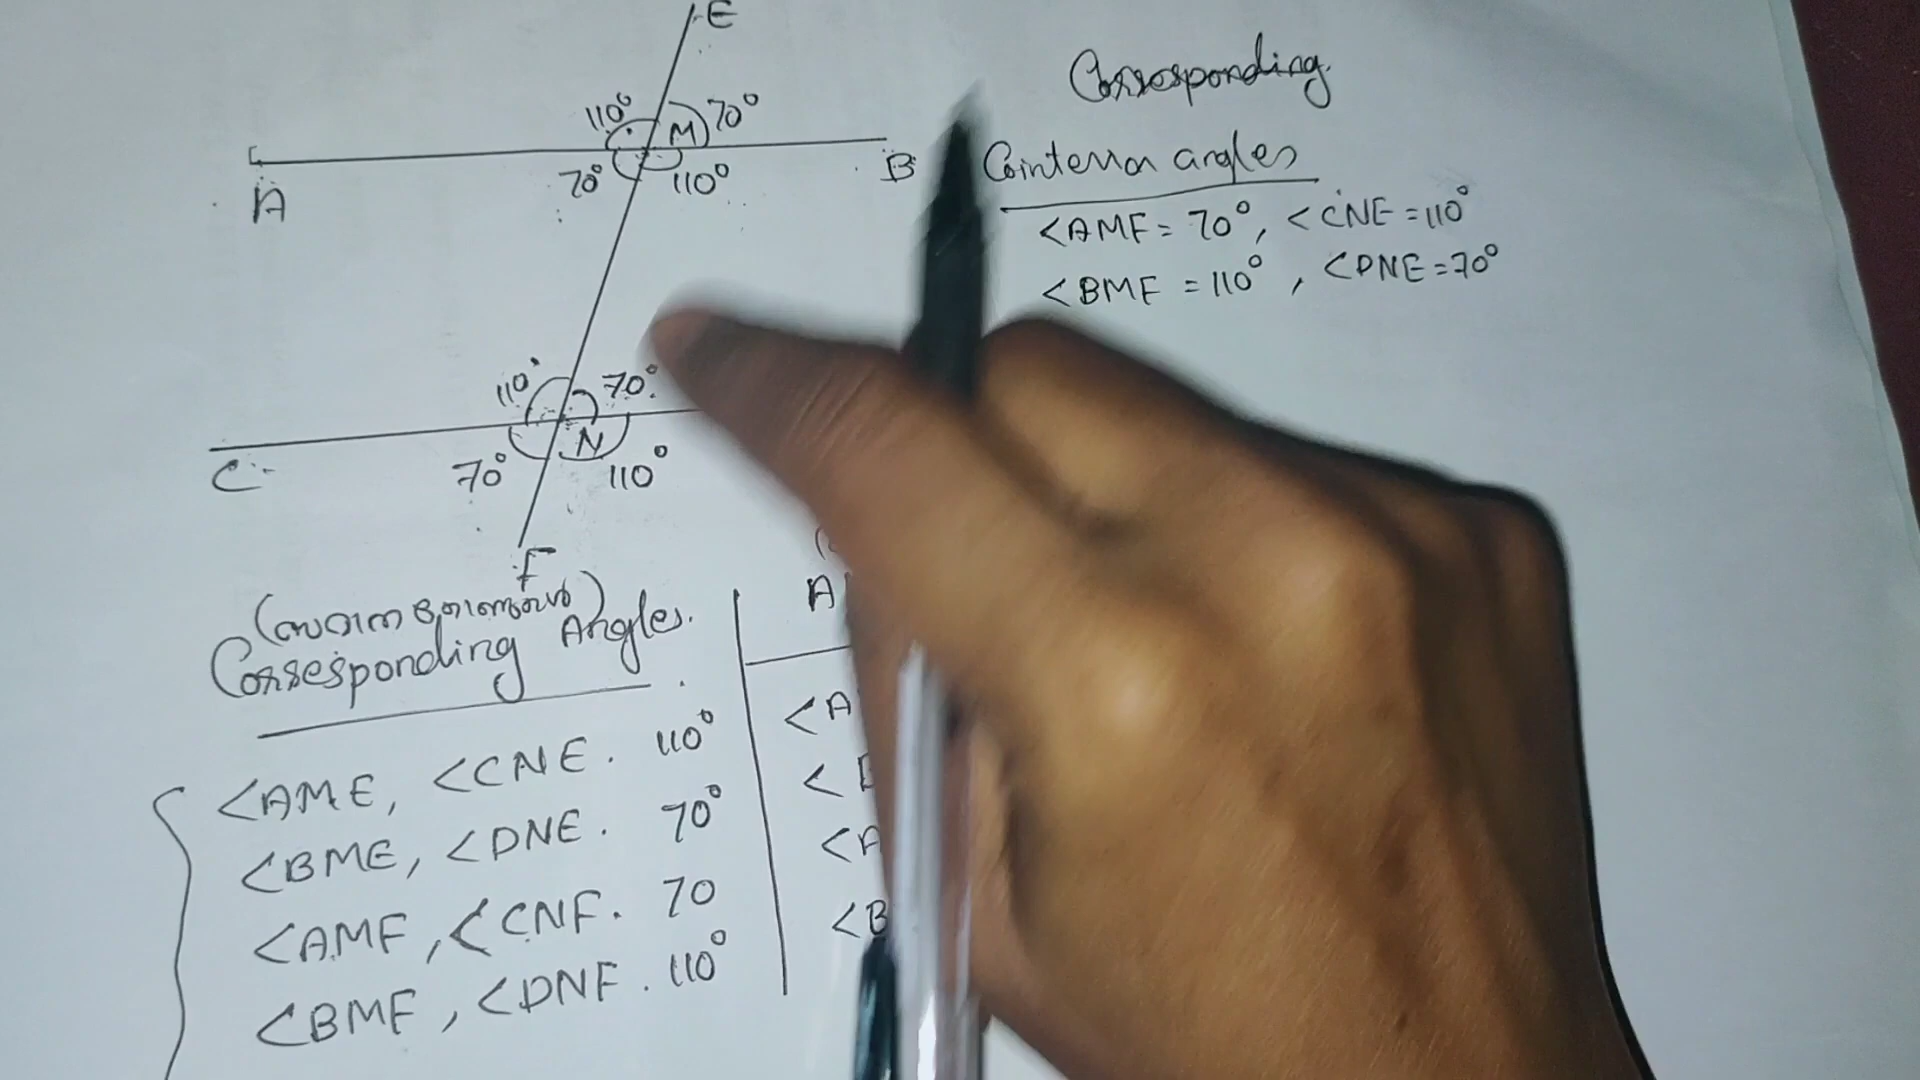 E
110° M 70°
A 70° 110° B
110° 70°
C N
70° 110°
F
Corresponding
Cointerior angles
<AMF = 70°, <CNE = 110°
<BMF = 110°, <DNE = 70°
Corresponding Angles.
<AME, <CNE. 110°
<BME, <DNE. 70°
<AMF, <CNF. 70
<BMF, <DNF. 110°
A
<A
<
<A
<B